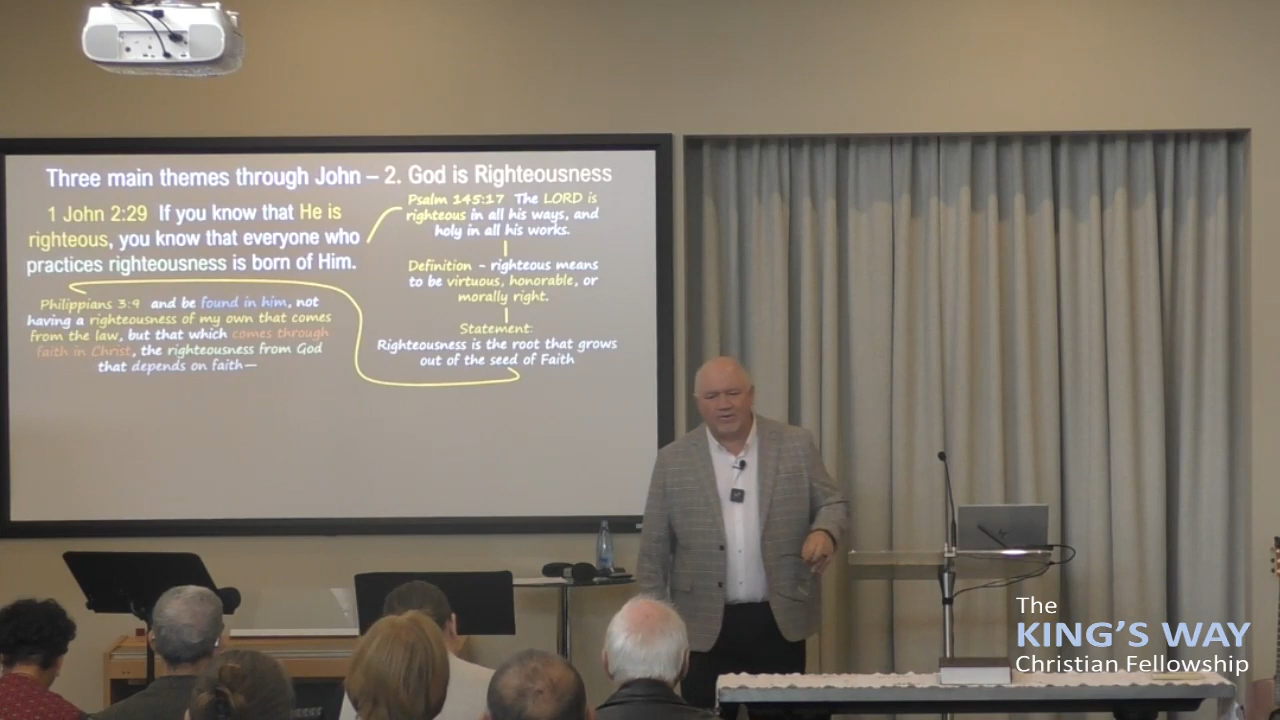 Three main themes through John – 2. God is Righteousness
1 John 2:29 If you know that He is
righteous, you know that everyone who
practices righteousness is born of Him.
Psalm 145:17 The LORD is
righteous in all his ways, and
holy in all his works.
Definition - righteous means
to be virtuous, honorable, or
morally right.
Statement:
Righteousness is the root that grows
out of the seed of Faith
Philippians 3:9 and be found in him, not
having a righteousness of my own that comes
from the law, but that which comes through
faith in Christ, the righteousness from God
that depends on faith—
The
KING'S WAY
Christian Fellowship